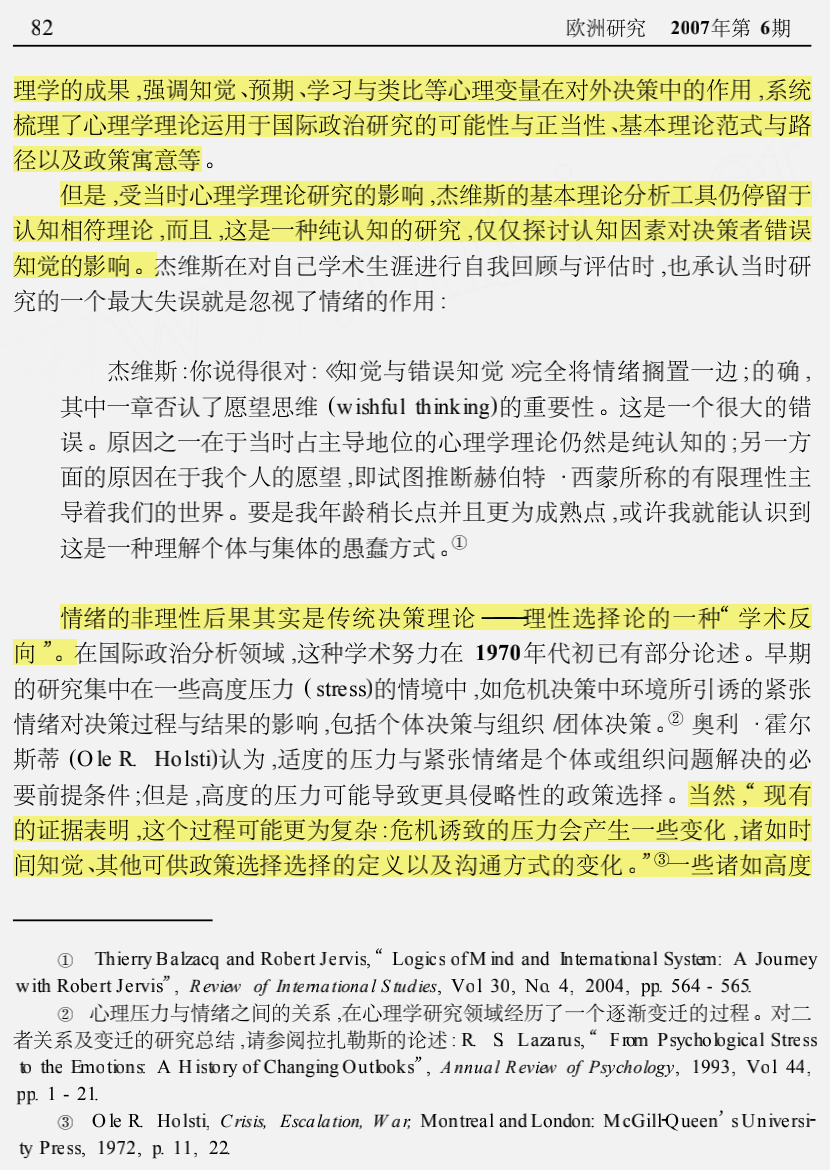 82 欧洲研究 2007年第 6期
理学的成果 ,强调知觉、预期、学习与类比等心理变量在对外决策中的作用 ,系统
梳理了心理学理论运用于国际政治研究的可能性与正当性、基本理论范式与路
径以及政策寓意等。
但是 ,受当时心理学理论研究的影响 ,杰维斯的基本理论分析工具仍停留于
认知相符理论 ,而且 ,这是一种纯认知的研究 ,仅仅探讨认知因素对决策者错误
知觉的影响。杰维斯在对自己学术生涯进行自我回顾与评估时 ,也承认当时研
究的一个最大失误就是忽视了情绪的作用 :
杰维斯 :你说得很对 :《知觉与错误知觉 》完全将情绪搁置一边 ;的确 ,
其中一章否认了愿望思维 (wishful thinking)的重要性。这是一个很大的错
误。原因之一在于当时占主导地位的心理学理论仍然是纯认知的 ;另一方
面的原因在于我个人的愿望 ,即试图推断赫伯特 ·西蒙所称的有限理性主
导着我们的世界。要是我年龄稍长点并且更为成熟点 ,或许我就能认识到
这是一种理解个体与集体的愚蠢方式。①
情绪的非理性后果其实是传统决策理论 ——理性选择论的一种“学术反
向 ”。在国际政治分析领域 ,这种学术努力在 1970年代初已有部分论述。早期
的研究集中在一些高度压力 ( stress)的情境中 ,如危机决策中环境所引诱的紧张
情绪对决策过程与结果的影响 ,包括个体决策与组织 /团体决策。② 奥利 ·霍尔
斯蒂 (Ole R. Holsti)认为 ,适度的压力与紧张情绪是个体或组织问题解决的必
要前提条件 ;但是 ,高度的压力可能导致更具侵略性的政策选择。当然 ,“现有
的证据表明 ,这个过程可能更为复杂 :危机诱致的压力会产生一些变化 ,诸如时
间知觉、其他可供政策选择选择的定义以及沟通方式的变化。”③一些诸如高度
① Thierry Balzacq and Robert Jervis, “Logics of Mind and International System: A Journey
with Robert Jervis”, Review of International Studies, Vol 30, No. 4, 2004, pp. 564 - 565.
② 心理压力与情绪之间的关系 ,在心理学研究领域经历了一个逐渐变迁的过程。对二
者关系及变迁的研究总结 ,请参阅拉扎勒斯的论述 : R. S. Lazarus, “From Psychological Stress
to the Emotions: A History of Changing Outlooks”, Annual Review of Psychology, 1993, Vol 44,
pp. 1 - 21.
③ Ole R. Holsti, Crisis, Escalation, War, Montreal and London: McGill-Queen’s Universi-
ty Press, 1972, p. 11, 22.